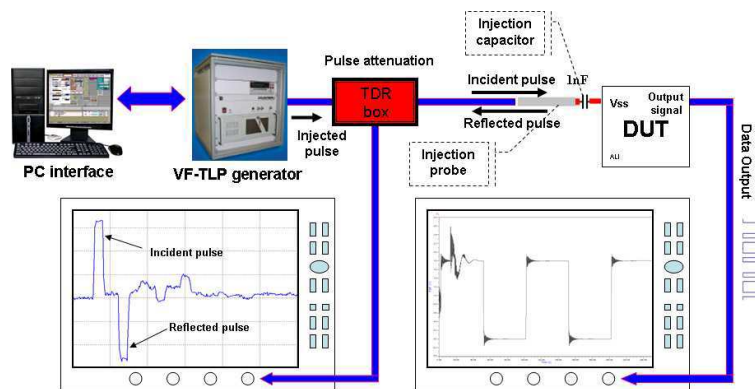 Injection
capacitor
Pulse attenuation
TDR
box
Incident pulse
1nF
Reflected pulse
Injected
pulse
Vss
Output
signal
DUT
ALI
PC interface
VF-TLP generator
Injection
probe
Data Output
Incident pulse
Reflected pulse